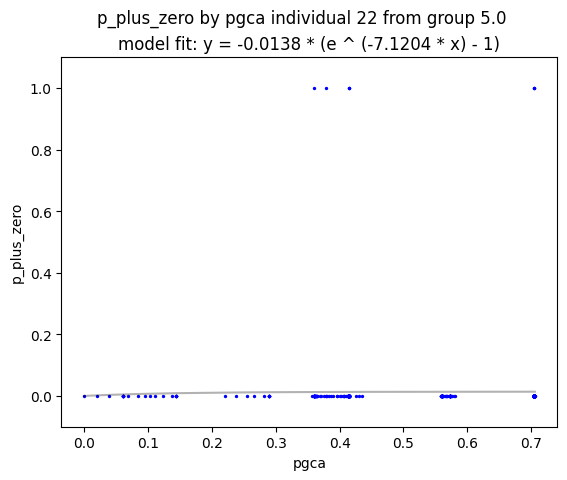 p_plus_zero by pgca individual 22 from group 5.0
model fit: y = -0.0138 * (e ^ (-7.1204 * x) - 1)
1.0
0.8
0.6
0.4
0.2
0.0
p_plus_zero
0.0 0.1 0.2 0.3 0.4 0.5 0.6 0.7
pgca